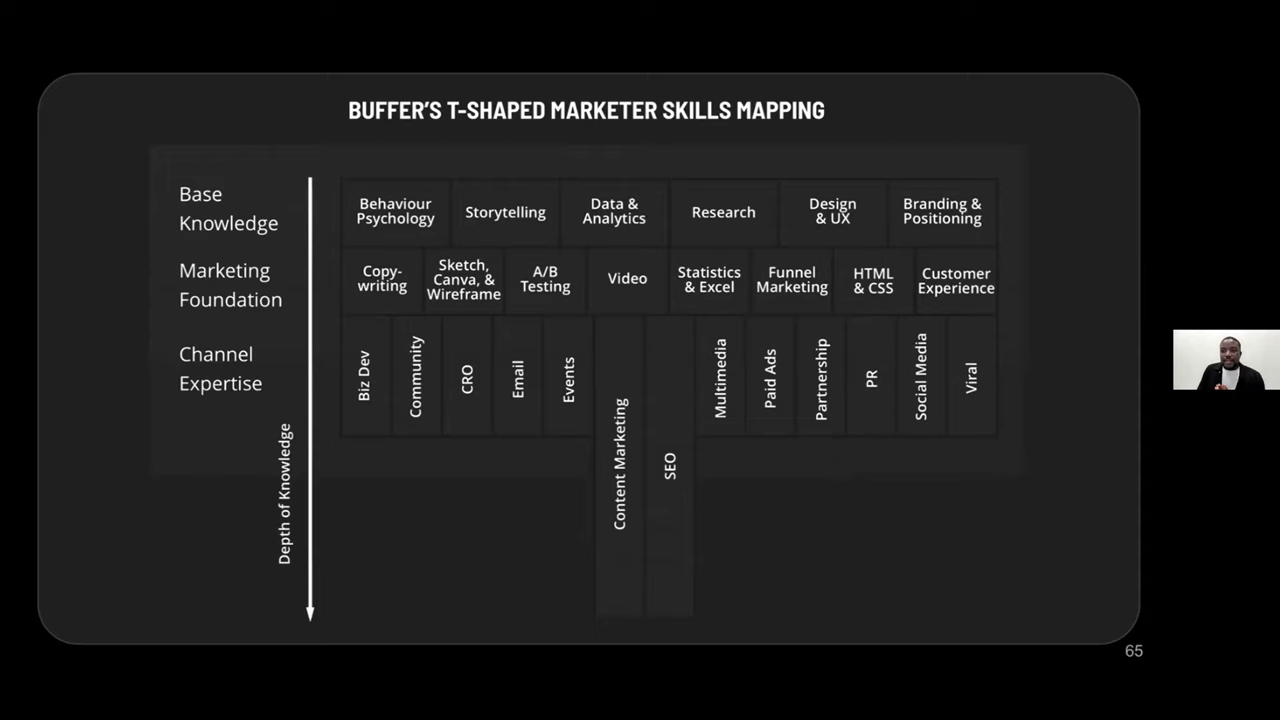 BUFFER'S T-SHAPED MARKETER SKILLS MAPPING
Base
Knowledge
Behaviour
Psychology
Storytelling
Data &
Analytics
Research
Design
& UX
Branding &
Positioning
Marketing
Foundation
Copy-
writing
Sketch,
Canva, &
Wireframe
A/B
Testing
Video
Statistics
& Excel
Funnel
Marketing
HTML
& CSS
Customer
Experience
Channel
Expertise
Biz Dev
Community
CRO
Email
Events
Content Marketing
SEO
Multimedia
Paid Ads
Partnership
PR
Social Media
Viral
Depth of Knowledge
65